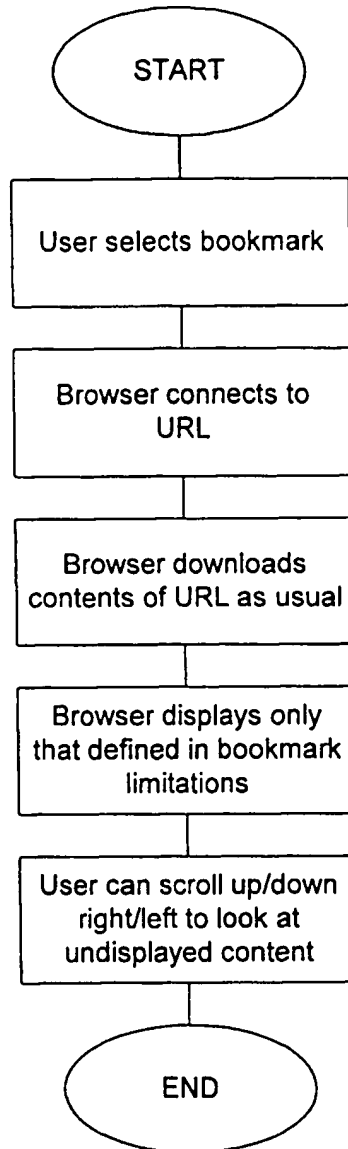 START
User selects bookmark
Browser connects to
URL
Browser downloads
contents of URL as usual
Browser displays only
that defined in bookmark
limitations
User can scroll up/down
right/left to look at
undisplayed content
END